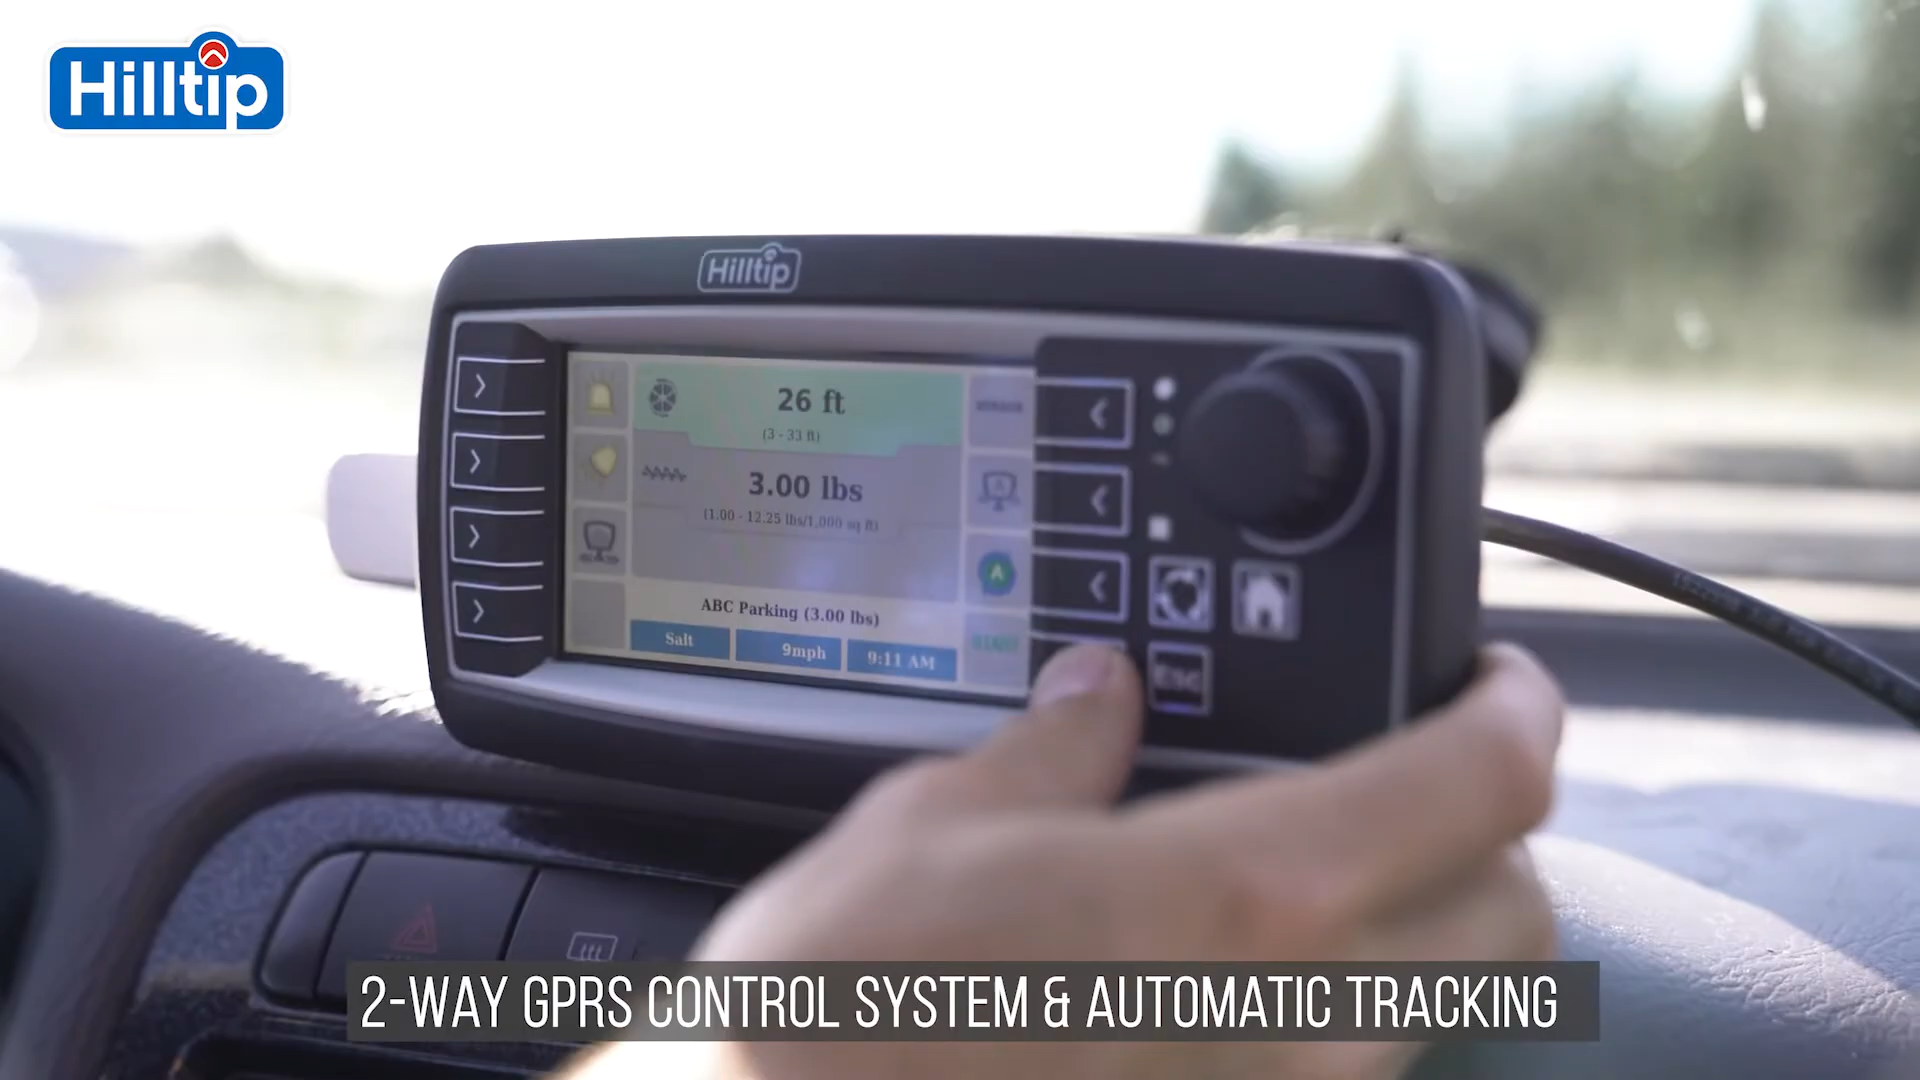 Hilltip
Hilltip
26 ft
(3 - 33 ft)
3.00 lbs
(1.00 - 12.25 lbs/1,000 sq ft)
A
ABC Parking (3.00 lbs)
Salt
9mph
9:11 AM
ESC
2-WAY GPRS CONTROL SYSTEM & AUTOMATIC TRACKING